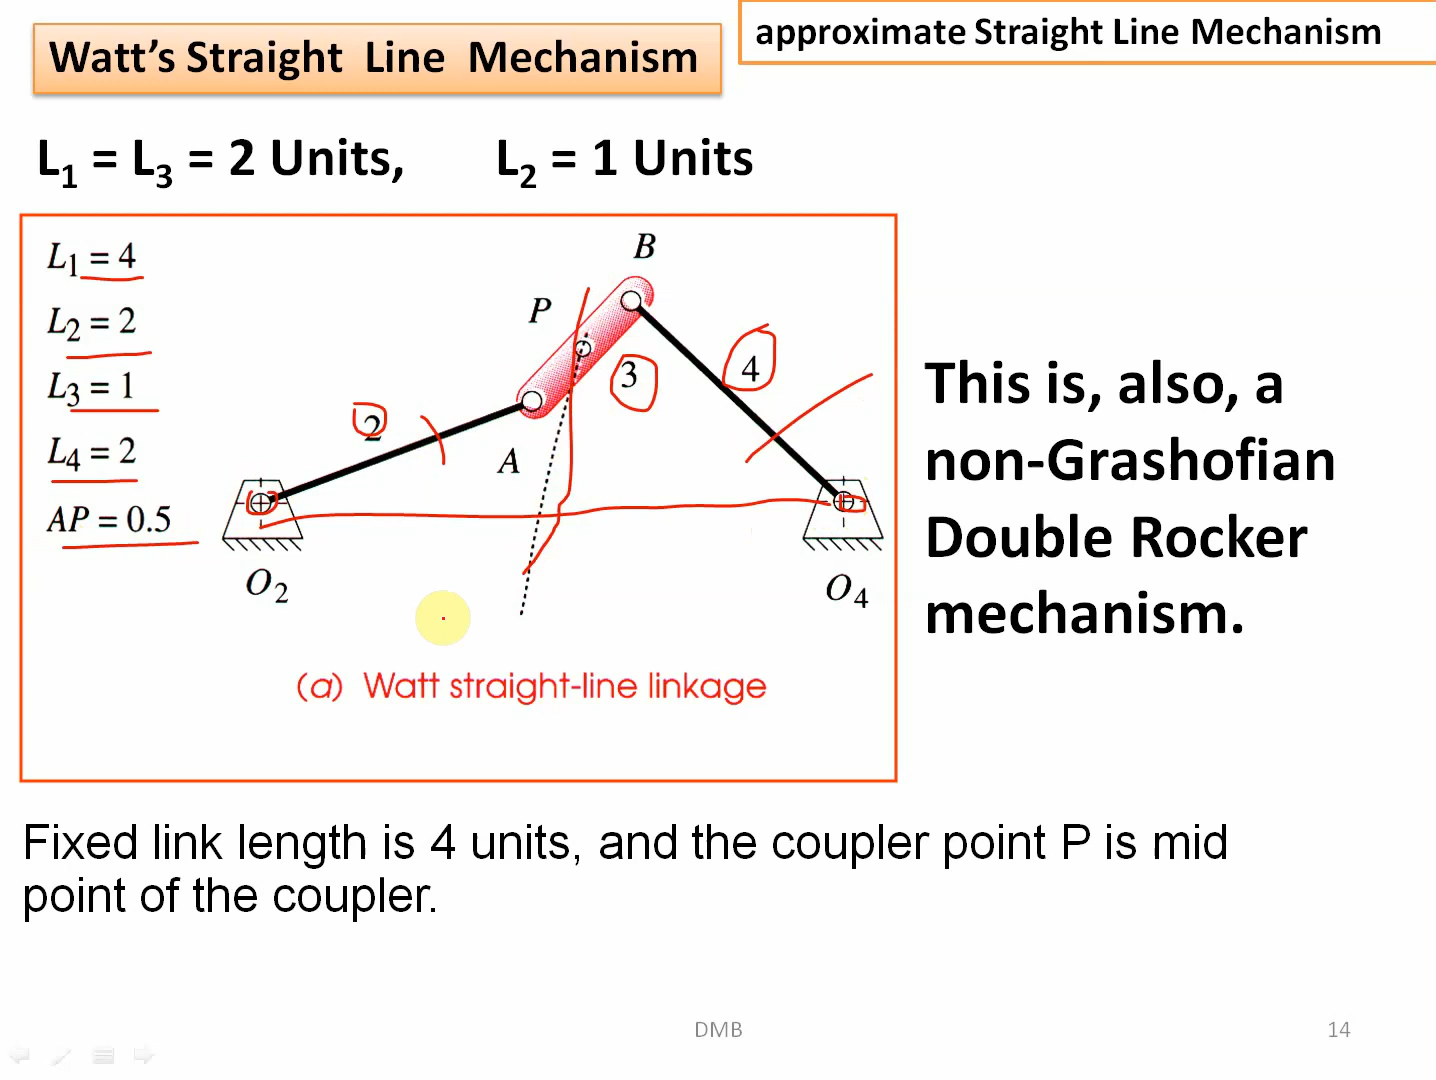 Watt’s Straight Line Mechanism
approximate Straight Line Mechanism
L1 = L3 = 2 Units, L2 = 1 Units
L1 = 4
L2 = 2
L3 = 1
L4 = 2
AP = 0.5
B
P
3
4
2
A
O2
O4
(a) Watt straight-line linkage
This is, also, a
non-Grashofian
Double Rocker
mechanism.
Fixed link length is 4 units, and the coupler point P is mid
point of the coupler.
DMB
14